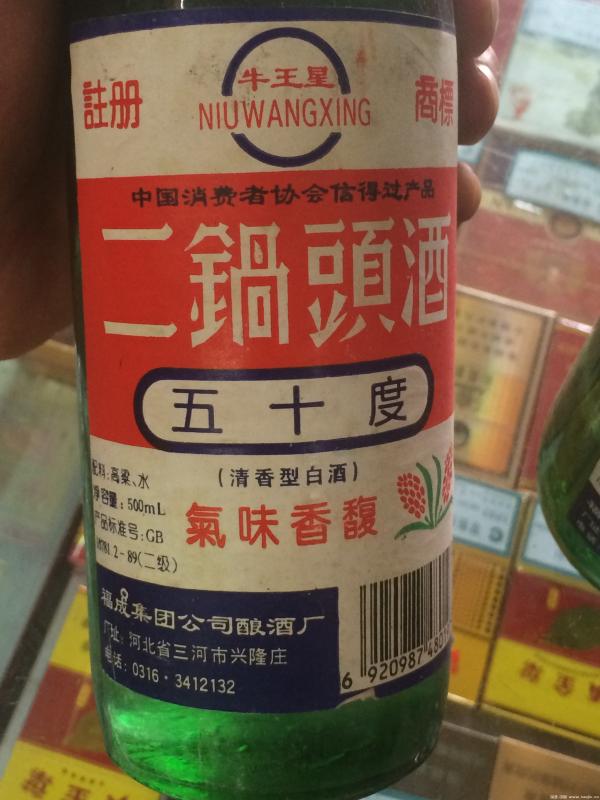 牛王星
註册 NIUWANGXING 商標
中国消费者协会信得过产品
二鍋頭酒
五十度
(清香型白酒)
氣味香馥
配料:高粱、水
净容量:500mL
产品标准号:GB
10781.2-89(二级)
福成集团公司酿酒厂
厂址:河北省三河市兴隆庄
电话:0316·3412132
6 920987 4801